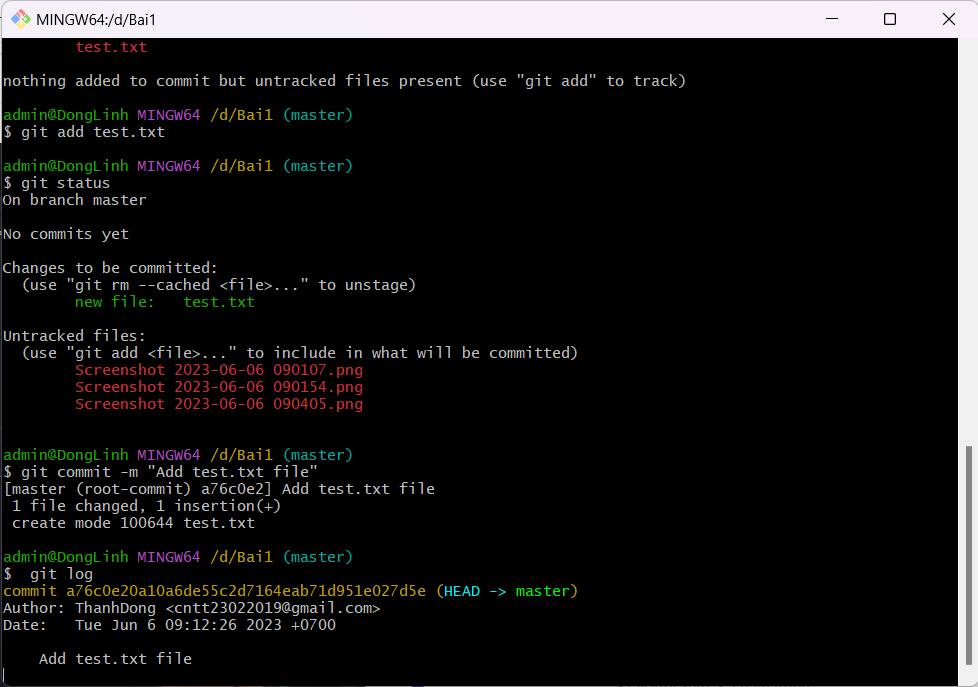 MINGW64:/d/Bai1
test.txt
nothing added to commit but untracked files present (use "git add" to track)
admin@DongLinh MINGW64 /d/Bai1 (master)
$ git add test.txt
admin@DongLinh MINGW64 /d/Bai1 (master)
$ git status
On branch master
No commits yet
Changes to be committed:
  (use "git rm --cached <file>..." to unstage)
        new file:   test.txt
Untracked files:
  (use "git add <file>..." to include in what will be committed)
        Screenshot 2023-06-06 090107.png
        Screenshot 2023-06-06 090154.png
        Screenshot 2023-06-06 090405.png
admin@DongLinh MINGW64 /d/Bai1 (master)
$ git commit -m "Add test.txt file"
[master (root-commit) a76c0e2] Add test.txt file
 1 file changed, 1 insertion(+)
 create mode 100644 test.txt
admin@DongLinh MINGW64 /d/Bai1 (master)
$  git log
commit a76c0e20a10a6de55c2d7164eab71d951e027d5e (HEAD -> master)
Author: ThanhDong <cntt23022019@gmail.com>
Date:   Tue Jun 6 09:12:26 2023 +0700
    Add test.txt file